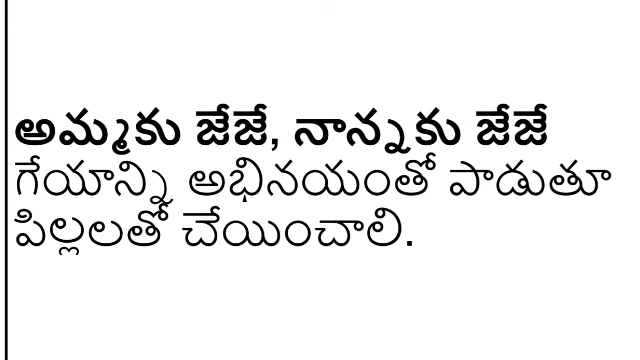 అమ్మకు జేజే, నాన్నకు జేజే
గేయాన్ని అభినయంతో పాడుతూ
పిల్లలతో చేయించాలి.